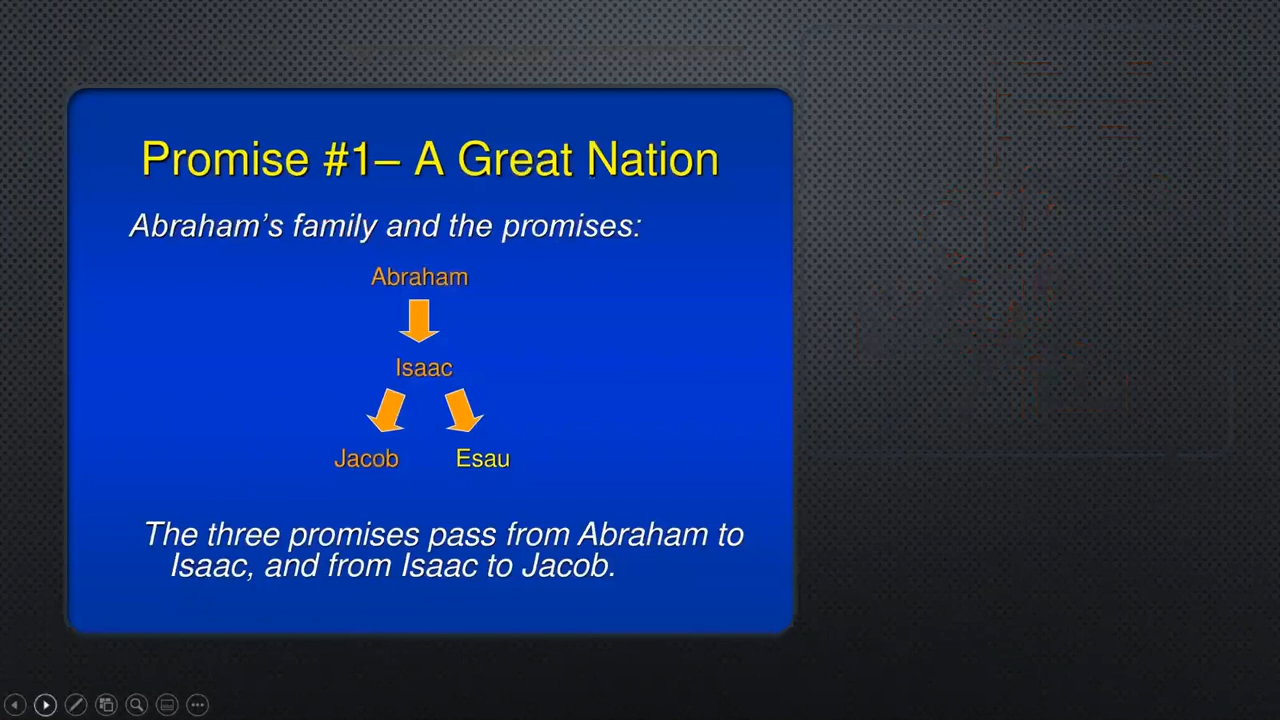 Promise #1– A Great Nation
Abraham’s family and the promises:
Abraham
Isaac
Jacob Esau
The three promises pass from Abraham to
Isaac, and from Isaac to Jacob.